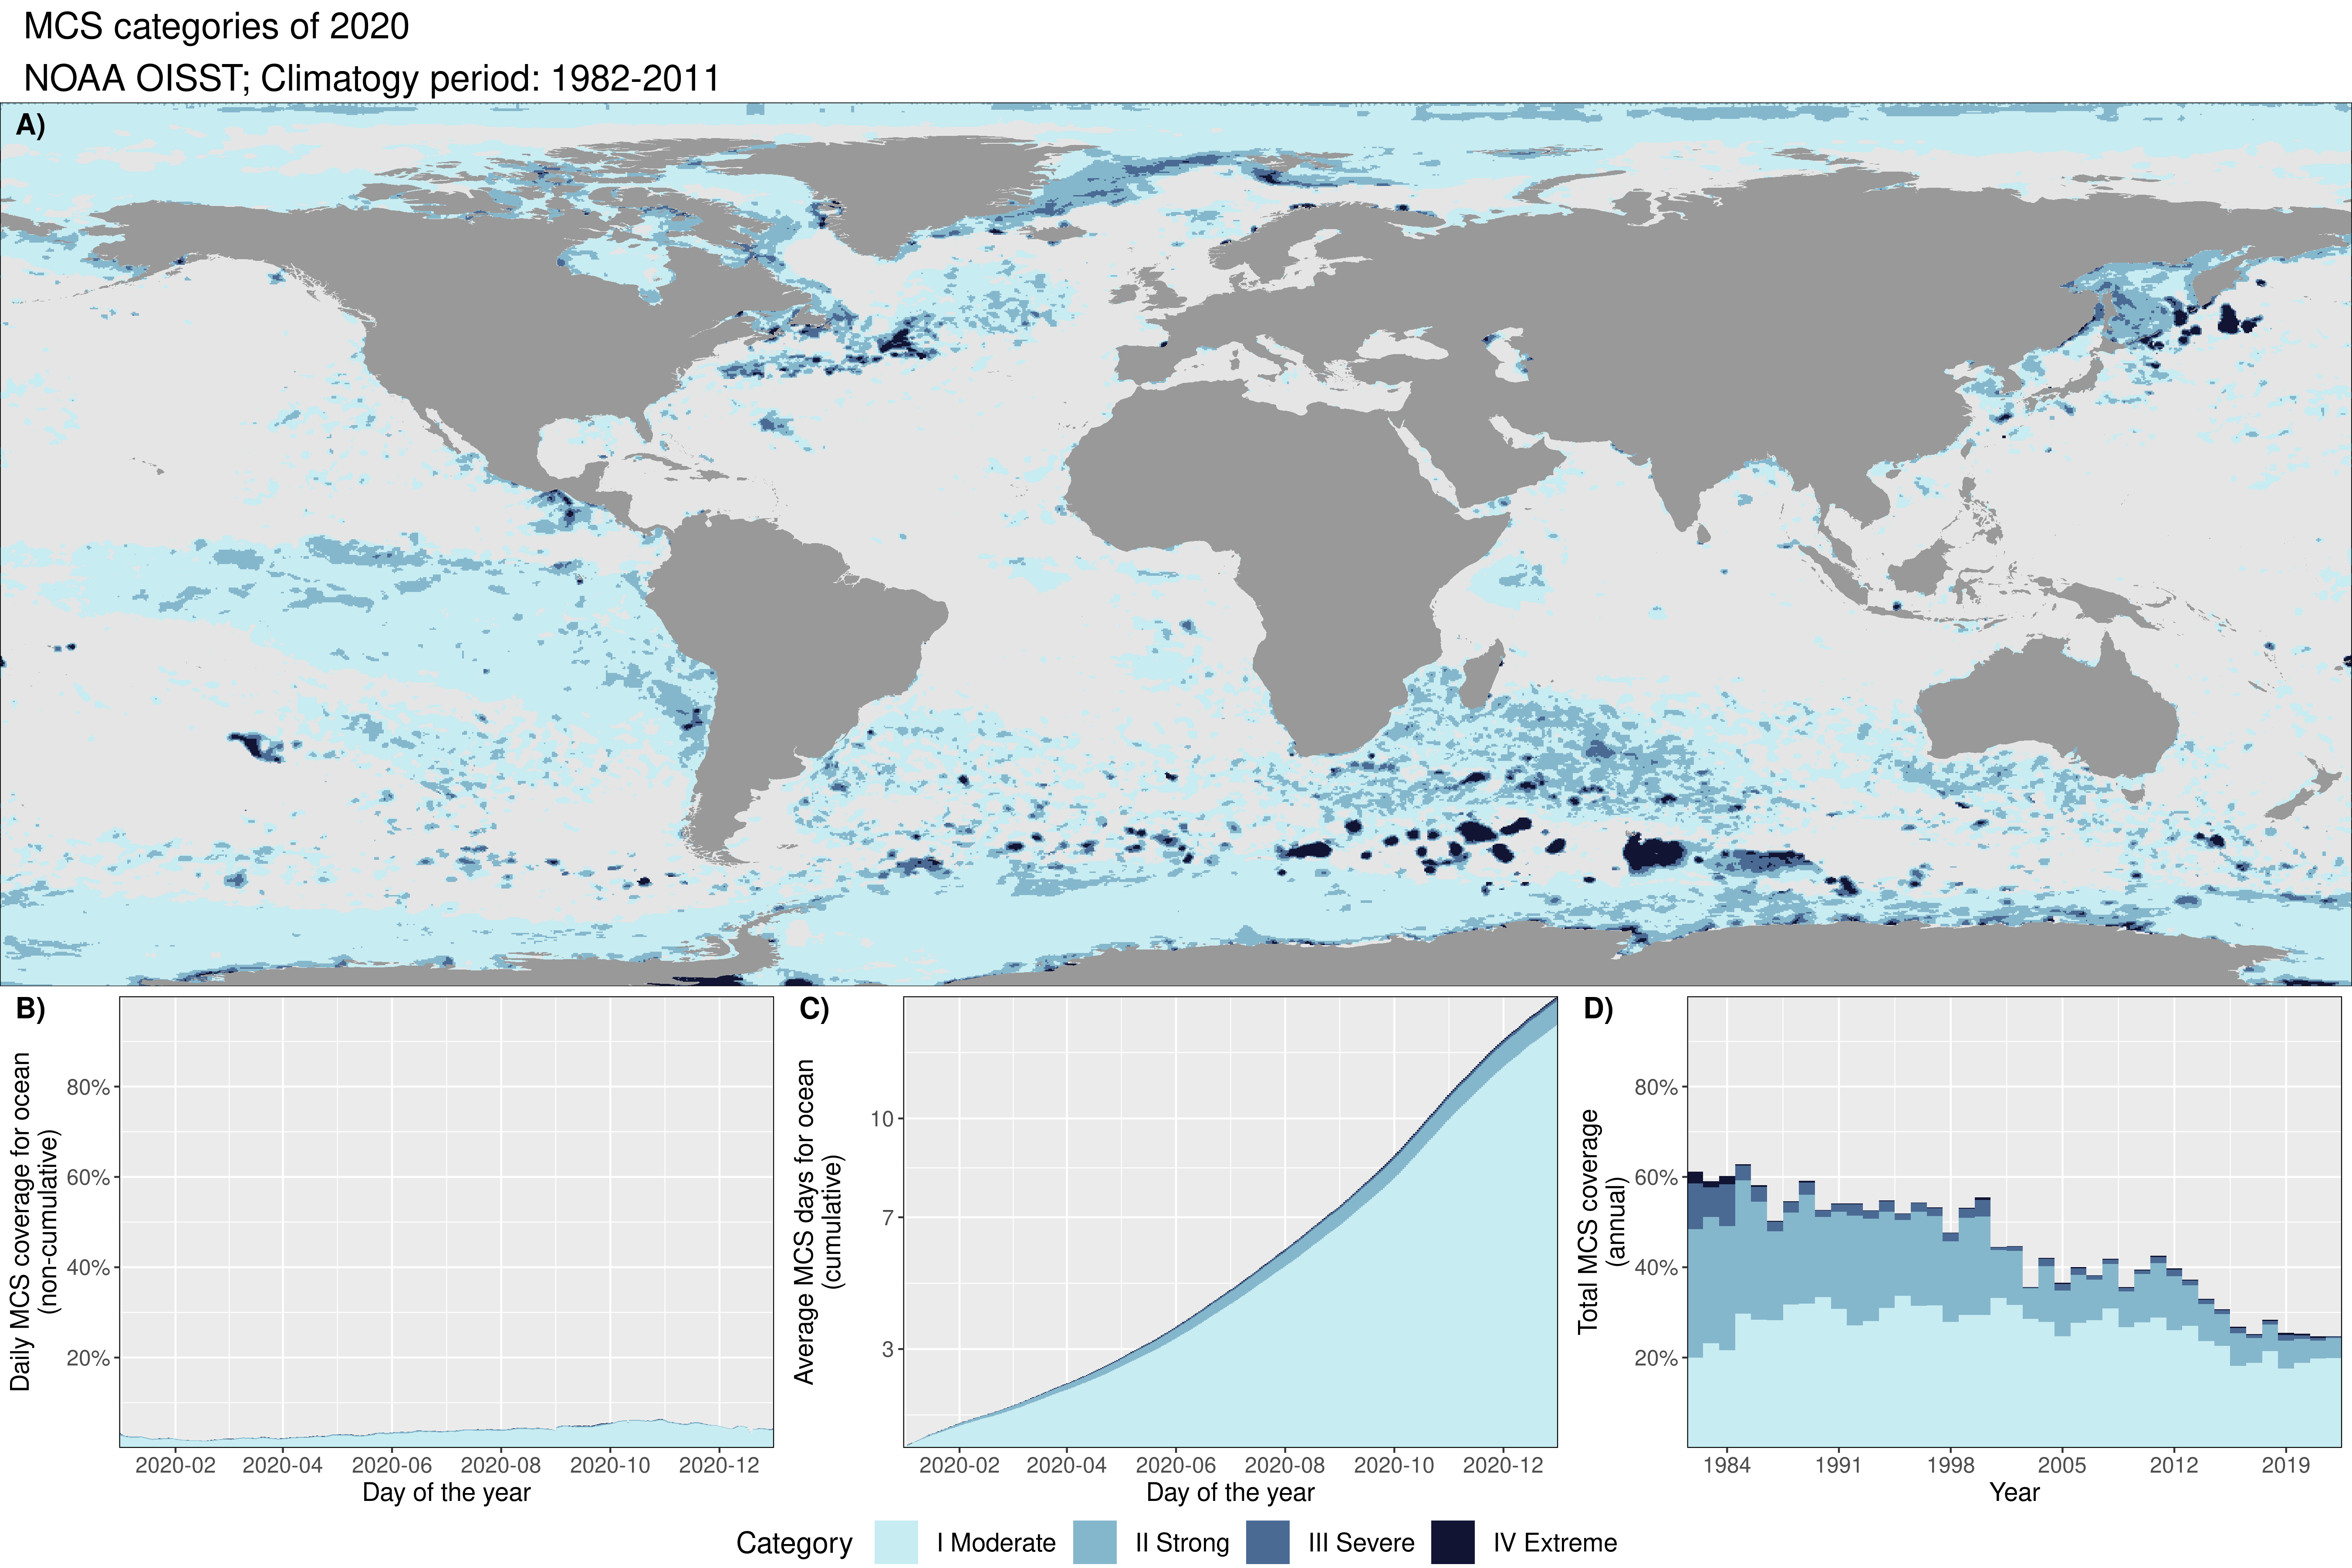 MCS categories of 2020
NOAA OISST; Climatogy period: 1982-2011
A)
B)
Daily MCS coverage for ocean
(non-cumulative)
80%
60%
40%
20%
2020-02 2020-04 2020-06 2020-08 2020-10 2020-12
Day of the year
C)
Average MCS days for ocean
(cumulative)
10
7
3
2020-02 2020-04 2020-06 2020-08 2020-10 2020-12
Day of the year
D)
Total MCS coverage
(annual)
80%
60%
40%
20%
1984 1991 1998 2005 2012 2019
Year
Category I Moderate II Strong III Severe IV Extreme